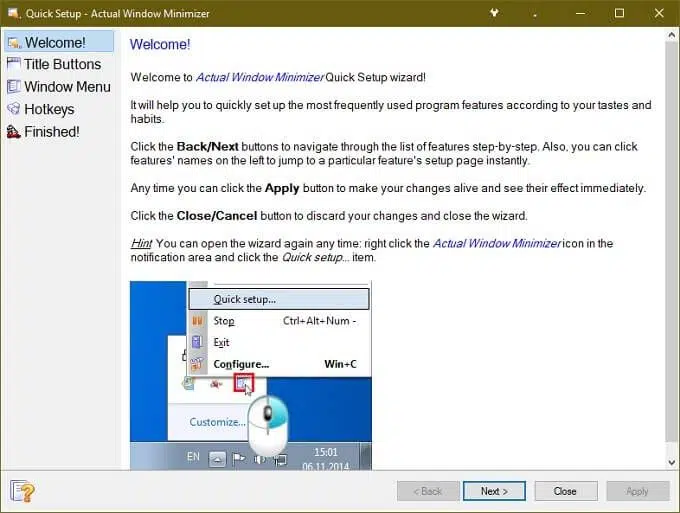 Quick Setup - Actual Window Minimizer
Welcome!
Title Buttons
Window Menu
Hotkeys
Finished!
Welcome!
Welcome to Actual Window Minimizer Quick Setup wizard!
It will help you to quickly set up the most frequently used program features according to your tastes and
habits.
Click the Back/Next buttons to navigate through the list of features step-by-step. Also, you can click
features' names on the left to jump to a particular feature's setup page instantly.
Any time you can click the Apply button to make your changes alive and see their effect immediately.
Click the Close/Cancel button to discard your changes and close the wizard.
Hint You can open the wizard again any time: right click the Actual Window Minimizer icon in the
notification area and click the Quick setup... item.
Quick setup...
Stop Ctrl+Alt+Num -
Exit
Configure... Win+C
Customize...
EN 15:01
06.11.2014
< Back Next > Close Apply